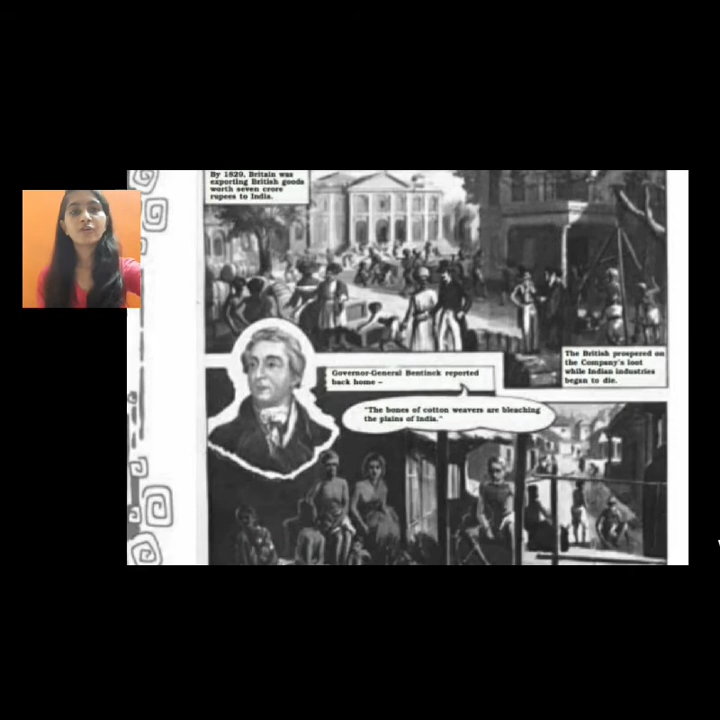 By 1820, Britain was
exporting British goods
worth seven crore
rupees to India.
The British prospered on
the Company's loot
while Indian industries
began to die.
Governor-General Bentinck reported
back home –
"The bones of cotton weavers are bleaching
the plains of India."